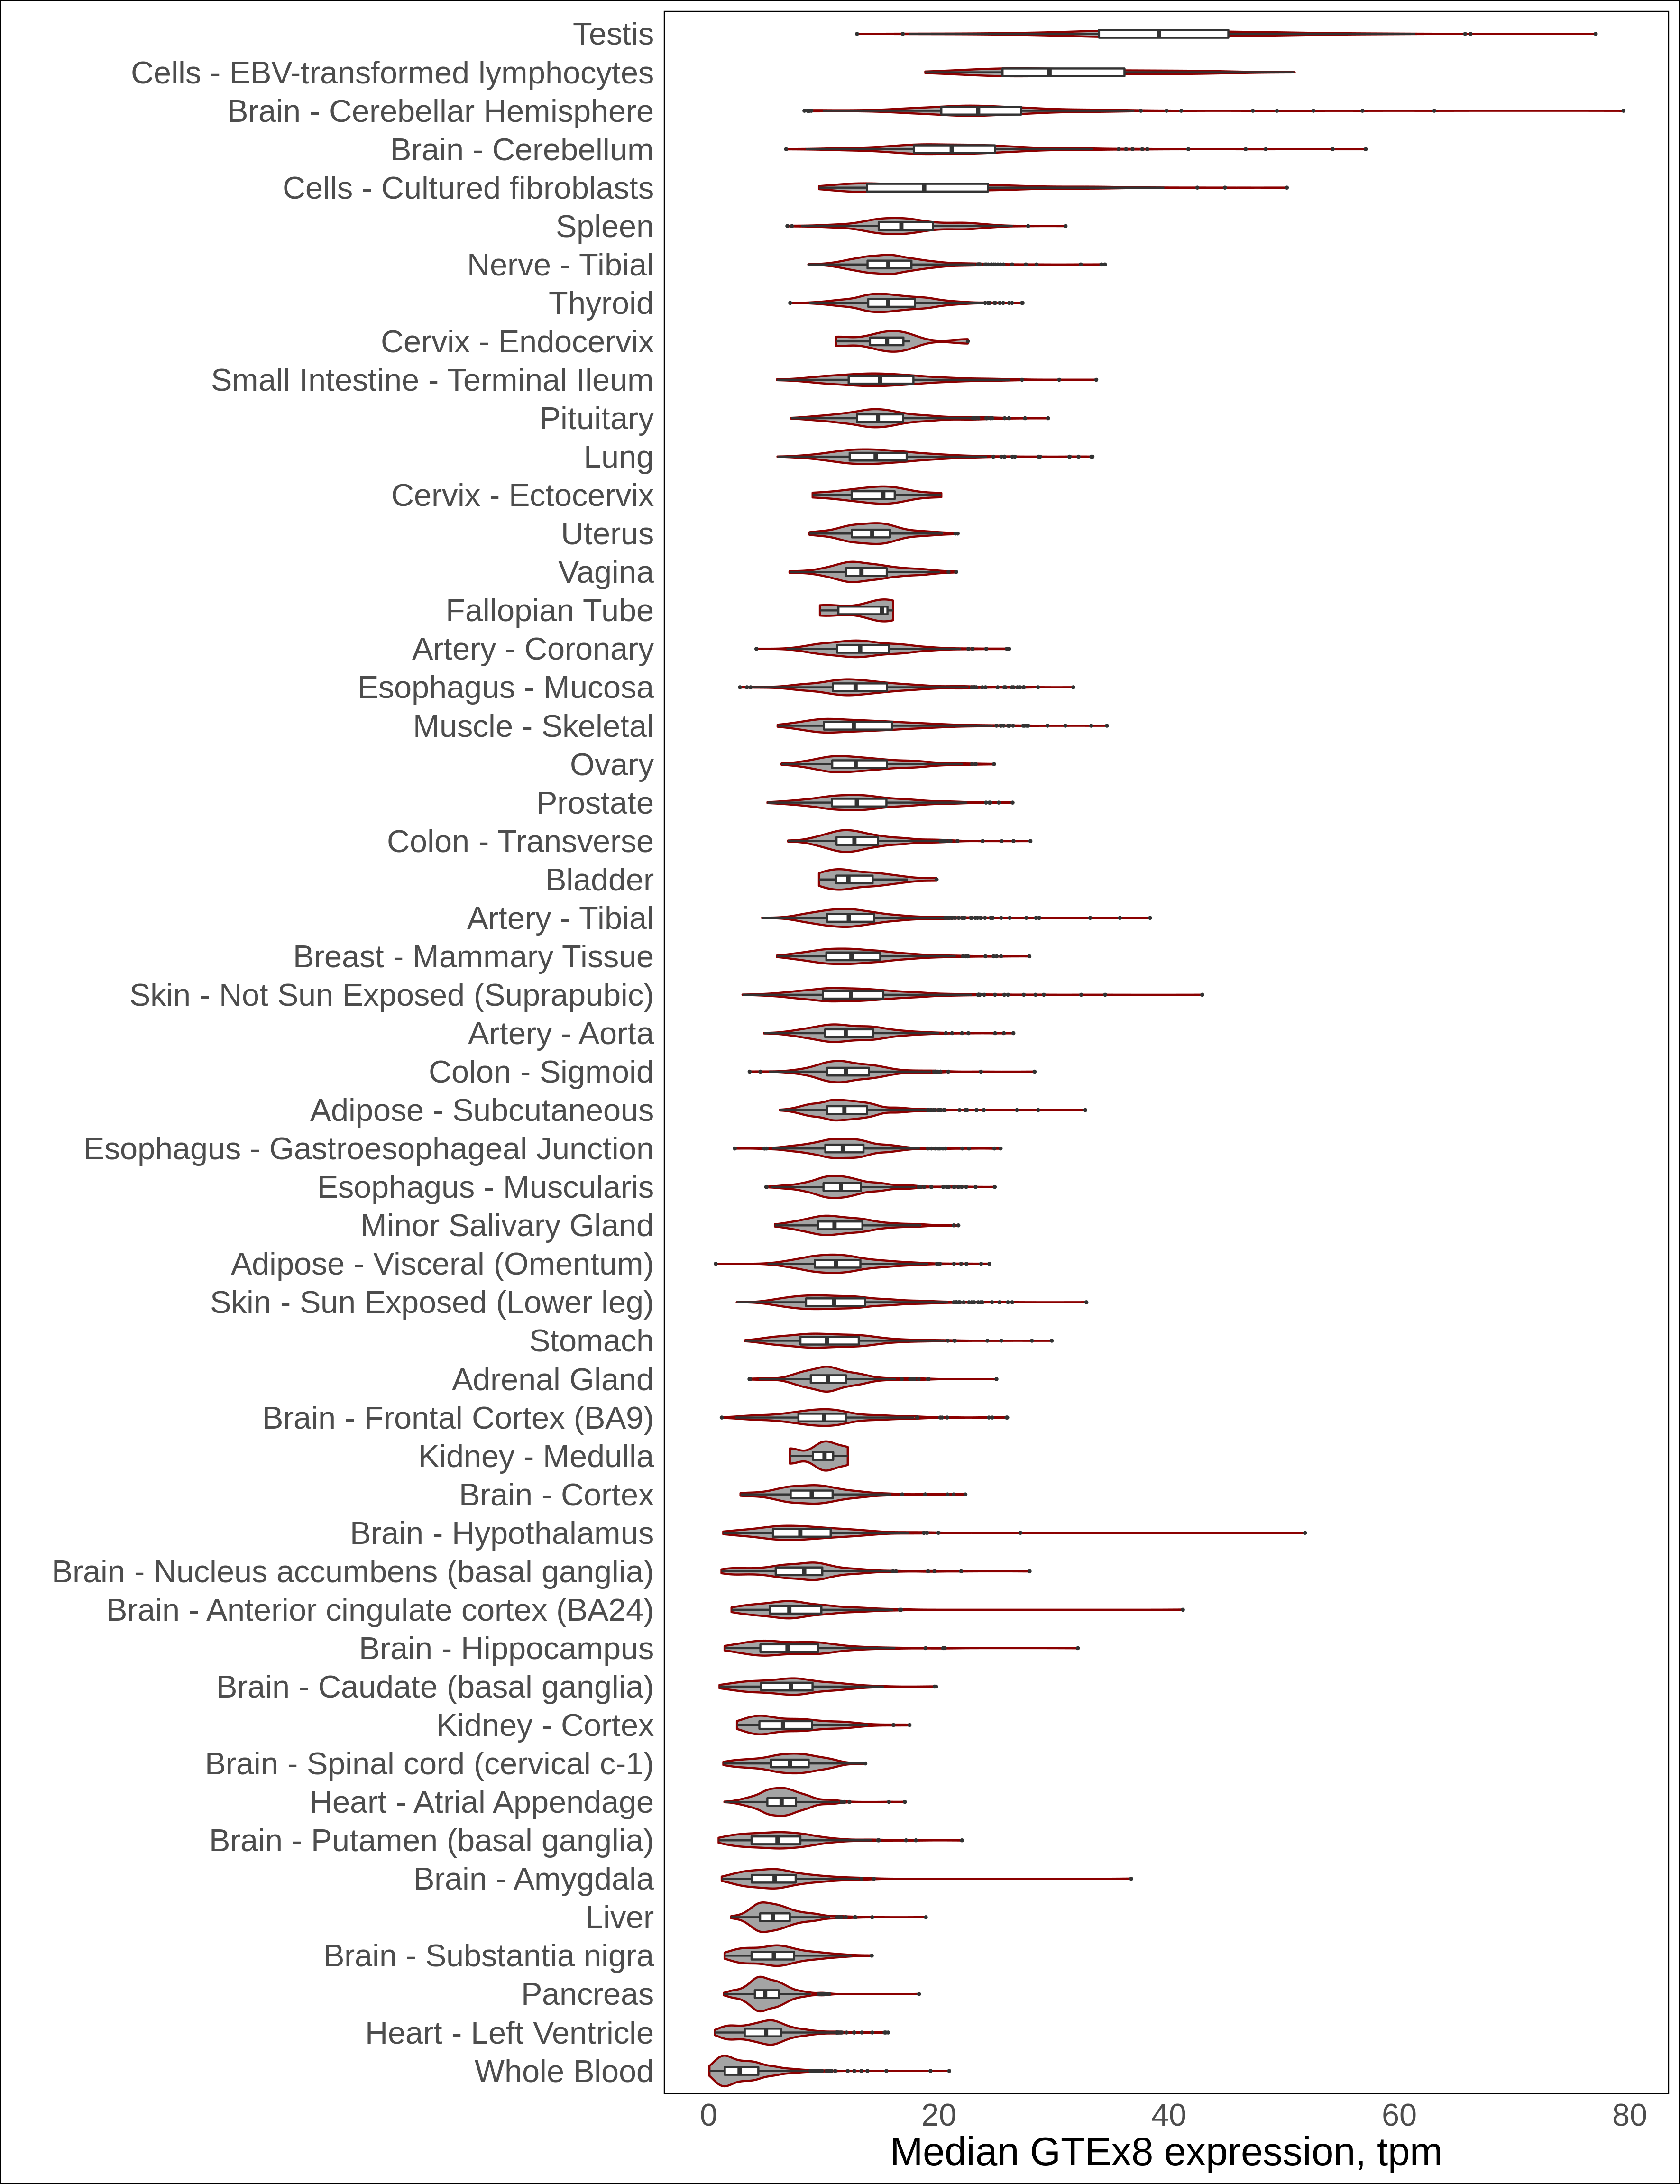 Testis
Cells - EBV-transformed lymphocytes
Brain - Cerebellar Hemisphere
Brain - Cerebellum
Cells - Cultured fibroblasts
Spleen
Nerve - Tibial
Thyroid
Cervix - Endocervix
Small Intestine - Terminal Ileum
Pituitary
Lung
Cervix - Ectocervix
Uterus
Vagina
Fallopian Tube
Artery - Coronary
Esophagus - Mucosa
Muscle - Skeletal
Ovary
Prostate
Colon - Transverse
Bladder
Artery - Tibial
Breast - Mammary Tissue
Skin - Not Sun Exposed (Suprapubic)
Artery - Aorta
Colon - Sigmoid
Adipose - Subcutaneous
Esophagus - Gastroesophageal Junction
Esophagus - Muscularis
Minor Salivary Gland
Adipose - Visceral (Omentum)
Skin - Sun Exposed (Lower leg)
Stomach
Adrenal Gland
Brain - Frontal Cortex (BA9)
Kidney - Medulla
Brain - Cortex
Brain - Hypothalamus
Brain - Nucleus accumbens (basal ganglia)
Brain - Anterior cingulate cortex (BA24)
Brain - Hippocampus
Brain - Caudate (basal ganglia)
Kidney - Cortex
Brain - Spinal cord (cervical c-1)
Heart - Atrial Appendage
Brain - Putamen (basal ganglia)
Brain - Amygdala
Liver
Brain - Substantia nigra
Pancreas
Heart - Left Ventricle
Whole Blood
0 20 40 60 80
Median GTEx8 expression, tpm